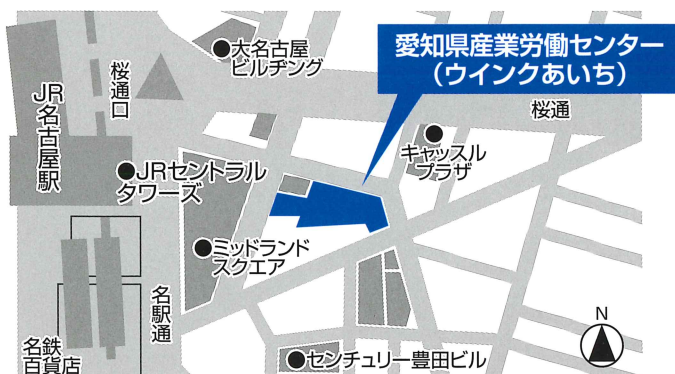 大名古屋
ビルヂング
愛知県産業労働センター
（ウインクあいち）
桜通口
JR名古屋駅
桜通
キャッスル
プラザ
JRセントラル
タワーズ
ミッドランド
スクエア
名駅通
名鉄
百貨店
センチュリー豊田ビル
N